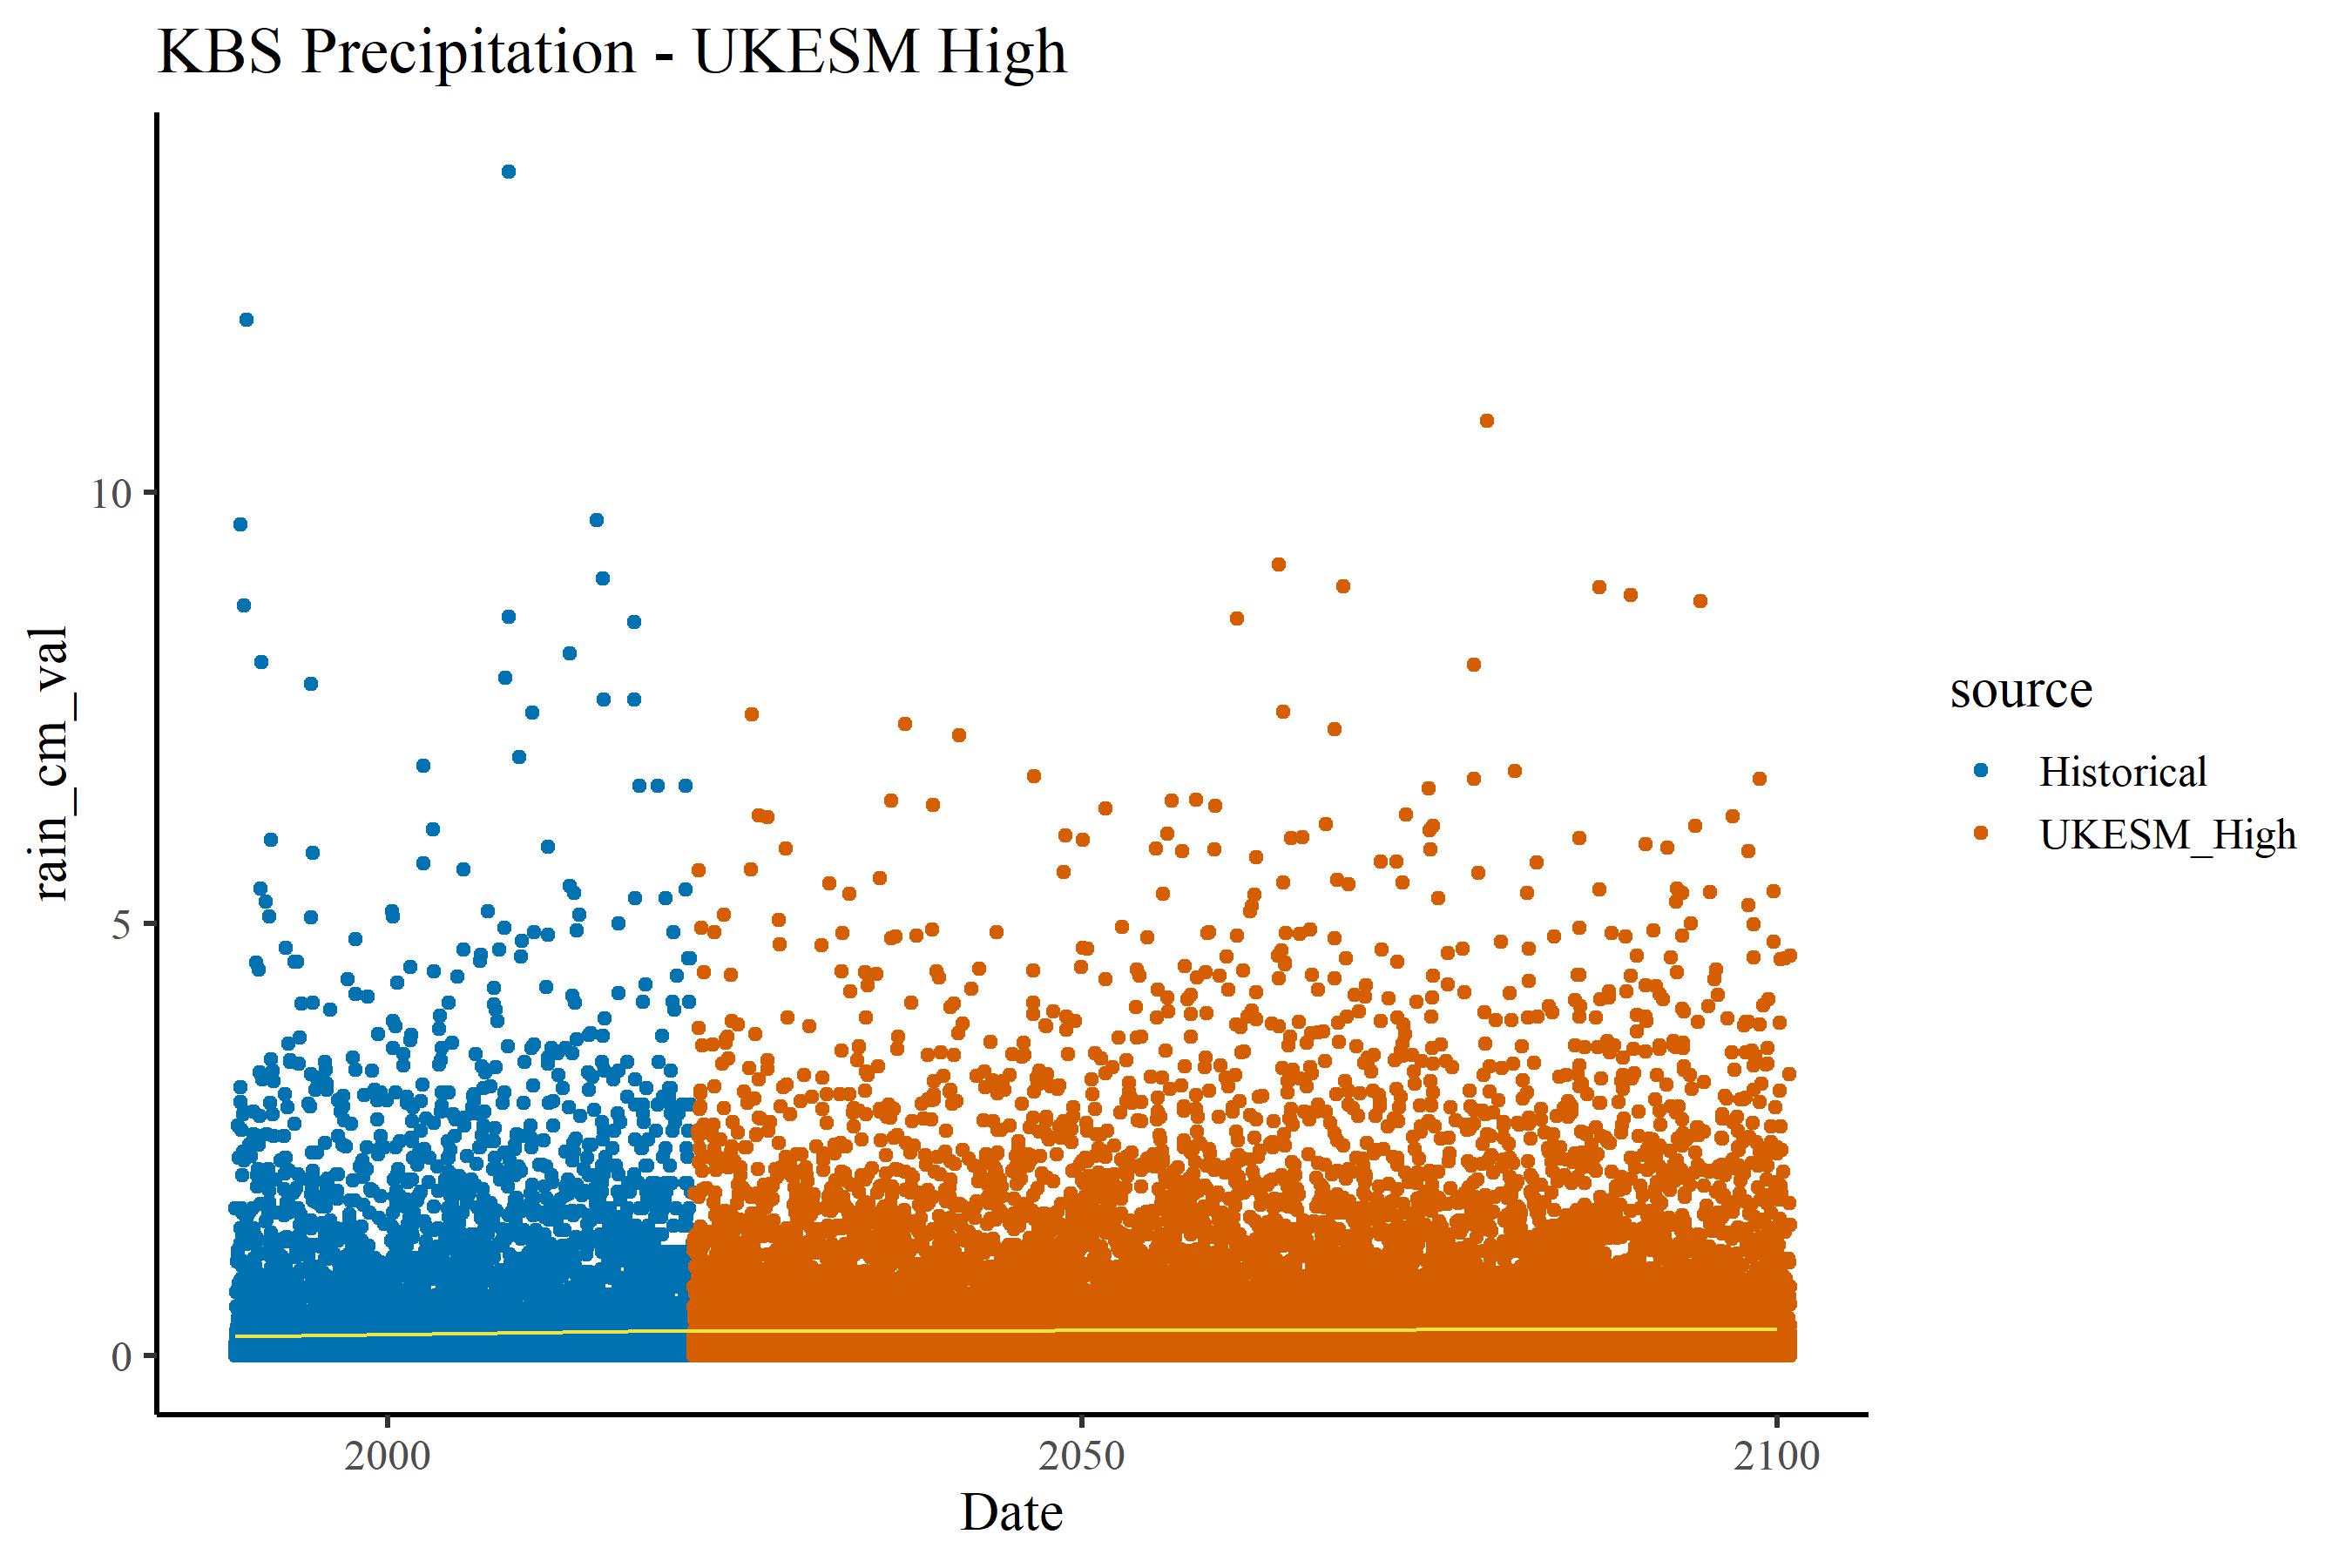 KBS Precipitation - UKESM High
rain_cm_val
10
5
0
2000
2050
2100
Date
source
Historical
UKESM_High